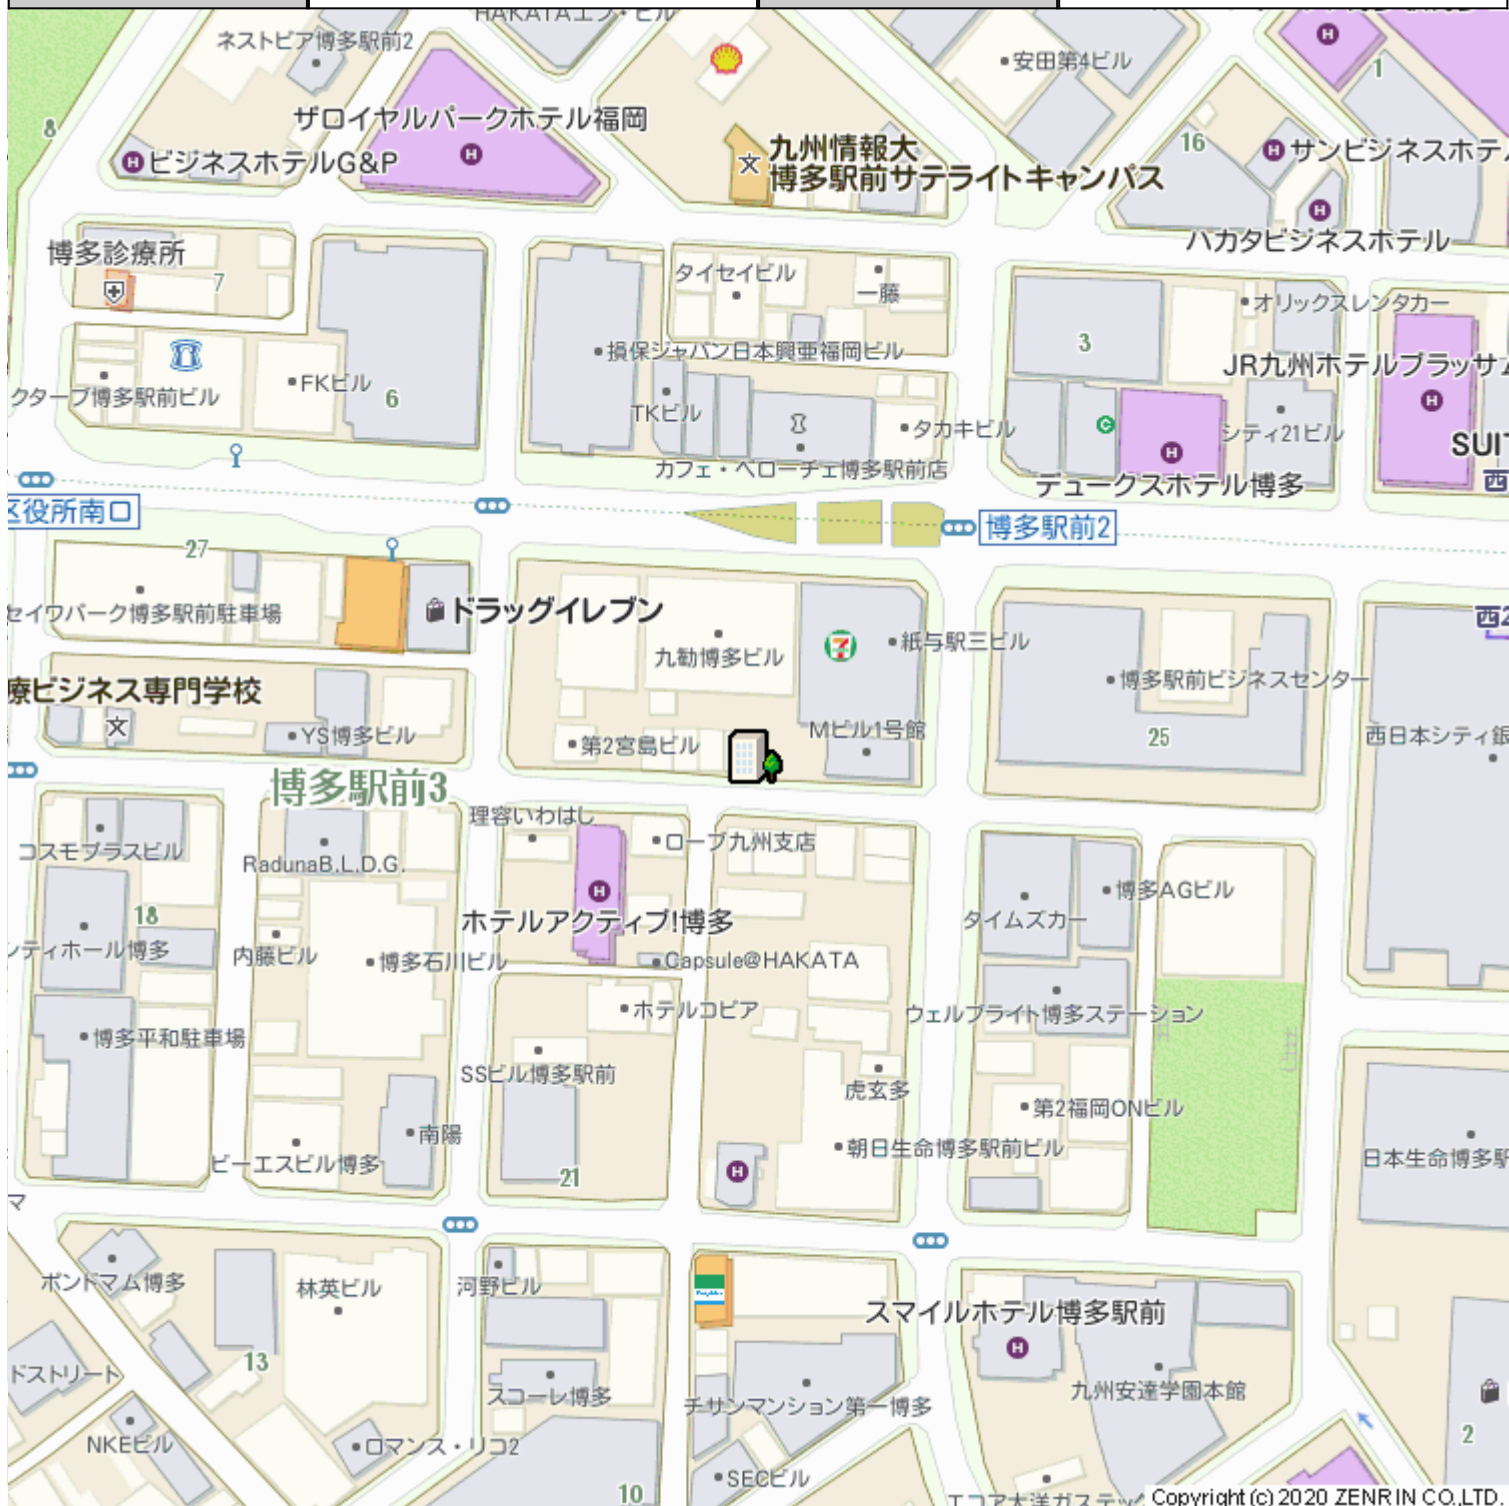 ネストピア博多駅前2
安田第4ビル
1
ザロイヤルパークホテル福岡
8
16
九州情報大
博多駅前サテライトキャンパス
ビジネスホテルG&P
サンビジネスホテ
ハカタビジネスホテル
博多診療所
7
タイセイビル
一藤
オリックスレンタカー
損保ジャパン日本興亜福岡ビル
3
JR九州ホテルブラッサム
FKビル
クターブ博多駅前ビル
6
TKビル
タカキビル
シティ21ビル
SUI
カフェ・ベローチェ博多駅前店
デュークスホテル博多
西
区役所南口
博多駅前2
27
セイワパーク博多駅前駐車場
ドラッグイレブン
西2
九勧博多ビル
紙与駅三ビル
博多駅前ビジネスセンター
療ビジネス専門学校
YS博多ビル
第2宮島ビル
Mビル1号館
25
西日本シティ銀
博多駅前3
理容いわはし
ローブ九州支店
コスモプラスビル
RadunaB.L.D.G.
18
博多AGビル
ホテルアクティブ!博多
タイムズカー
シティホール博多
内藤ビル
博多石川ビル
Capsule@HAKATA
ホテルコビア
ウェルブライト博多ステーション
博多平和駐車場
SSビル博多駅前
虎玄多
第2福岡ONビル
南陽
朝日生命博多駅前ビル
日本生命博多駅
ビーエスビル博多
21
マ
ボンドマム博多
林英ビル
河野ビル
スマイルホテル博多駅前
13
ドストリート
スコーレ博多
チサンマンション第一博多
九州安達学園本館
NKEビル
ロマンス・リコ2
2
SECビル
10
Copyright (c) 2020 ZENRIN CO.LTD